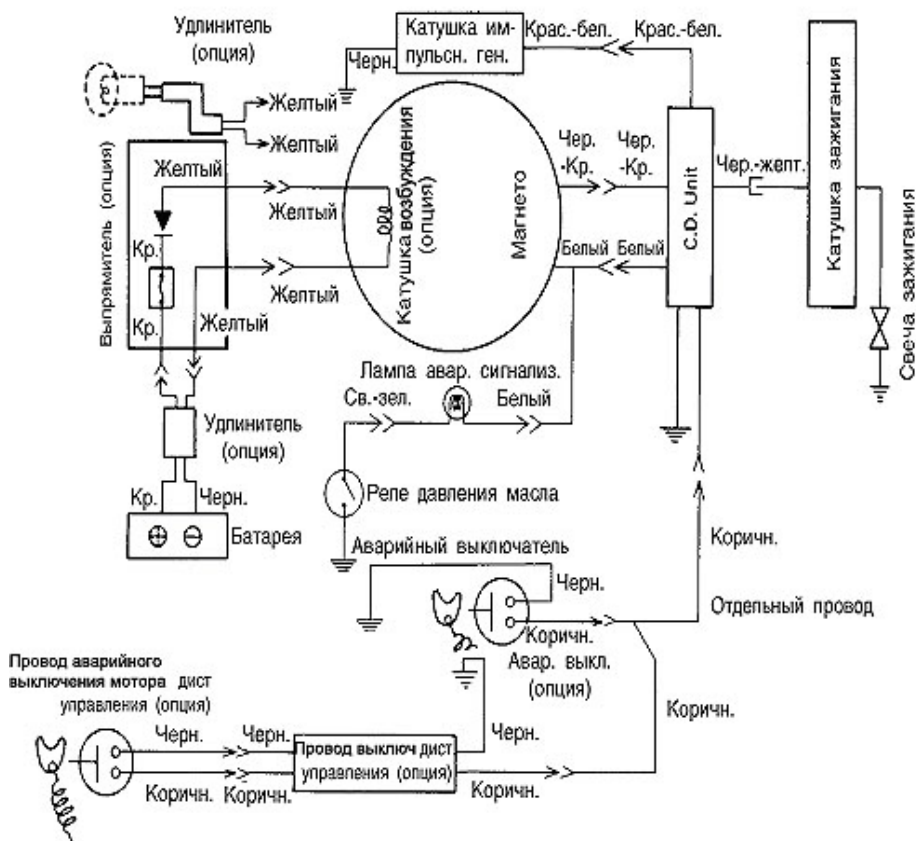 Удлинитель
(опция)
Катушка им-
пульсн. ген.
Черн.
Крас.-бел.
Крас.-бел.
Желтый
Желтый
Выпрямитель (опция)
Желтый
Желтый
Кр.
Кр.
Желтый
Желтый
Катушка возбуждения
(опция)
Магнето
Чер.
-Кр.
Чер.
-Кр.
Белый
Белый
C.D. Unit
Чер.-желт.
Катушка зажигания
Свеча зажигания
Лампа авар. сигнализ.
Св.-зел.
Белый
Удлинитель
(опция)
Кр.
Черн.
Батарея
Реле давления масла
Аварийный выключатель
Черн.
Коричн.
Отдельный провод
Коричн.
Авар. выкл.
(опция)
Коричн.
Провод аварийного
выключения мотора дист
управления (опция)
Черн.
Черн.
Провод выключ дист.
управления (опция)
Черн.
Коричн.
Коричн.
Коричн.